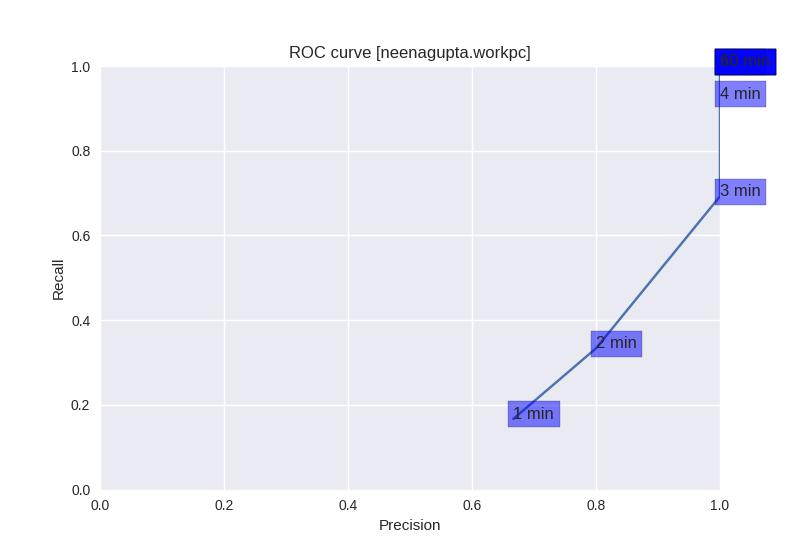 ROC curve [neenagupta.workpc]
1.0
min
4 min
0.8
3 min
0.6
Recall
0.4
2 min
0.2
1 min
0.0
0.0 0.2 0.4 0.6 0.8 1.0
Precision